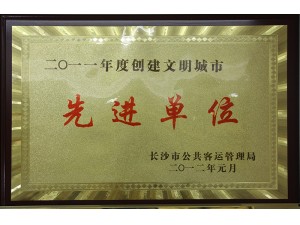 二〇一一年度创建文明城市
先进单位
长沙市公共客运管理局
二〇一二年元月